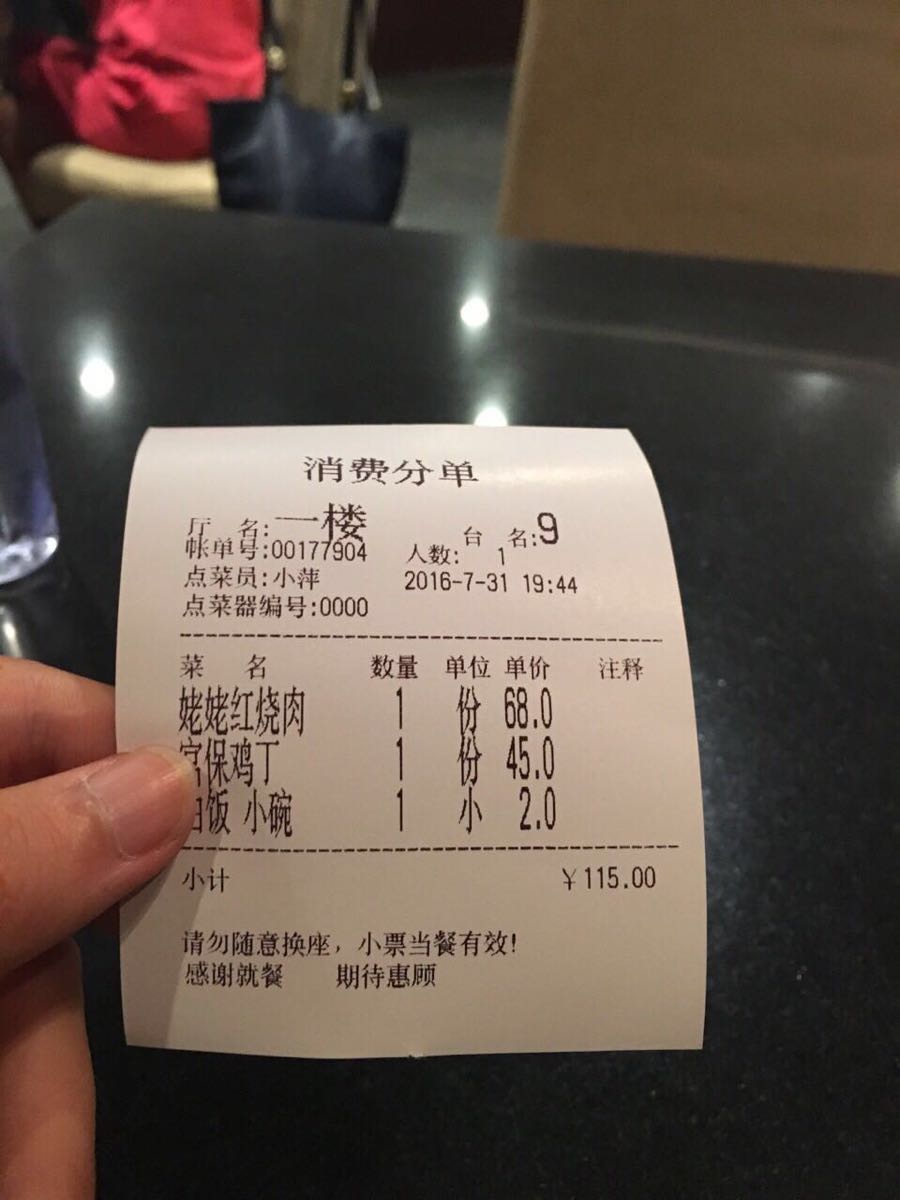 消费分单
厅 名:一楼 台 名:9
帐单号:00177904 人数: 1
点菜员:小萍 2016-7-31 19:44
点菜器编号:0000
菜 名 数量 单位 单价 注释
姥姥红烧肉 1 份 68.0
宫保鸡丁 1 份 45.0
白饭 小碗 1 小 2.0
小计 ￥115.00
请勿随意换座，小票当餐有效!
感谢就餐 期待惠顾